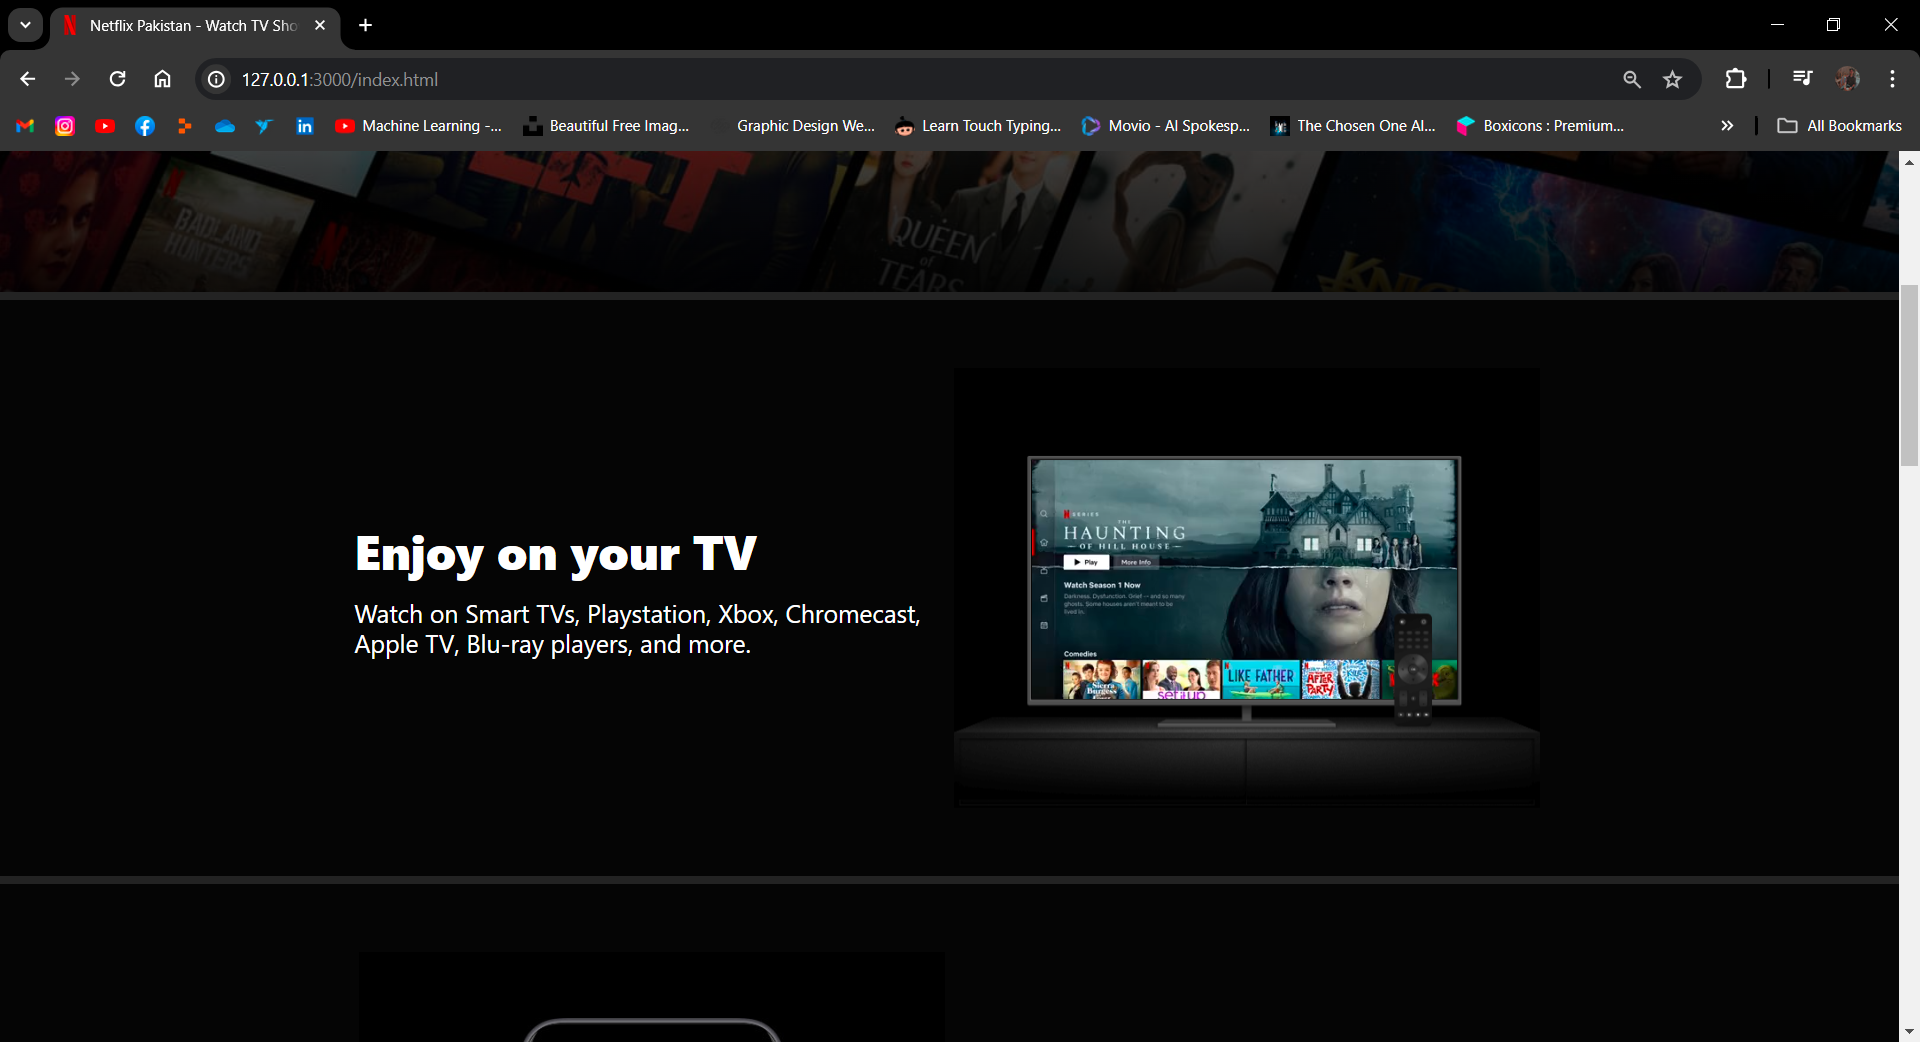 Netflix Pakistan - Watch TV Sho
127.0.0.1:3000/index.html
Machine Learning -...
Beautiful Free Imag...
Graphic Design We...
Learn Touch Typing...
Movio - AI Spokesp...
The Chosen One AI...
Boxicons : Premium...
All Bookmarks
BADLAND
HUNTERS
QUEEN
of
TEARS
Enjoy on your TV
Watch on Smart TVs, Playstation, Xbox, Chromecast,
Apple TV, Blu-ray players, and more.
N SERIES
THE
HAUNTING
OF HILL HOUSE
Play
More Info
Watch Season 1 Now
Darkness. Dysfunction. Grief — and so many
ghosts. Some houses aren't meant to be
lived in.
Comedies
Sierra
Burgess
set it up
LIKE FATHER
AFTER
PARTY